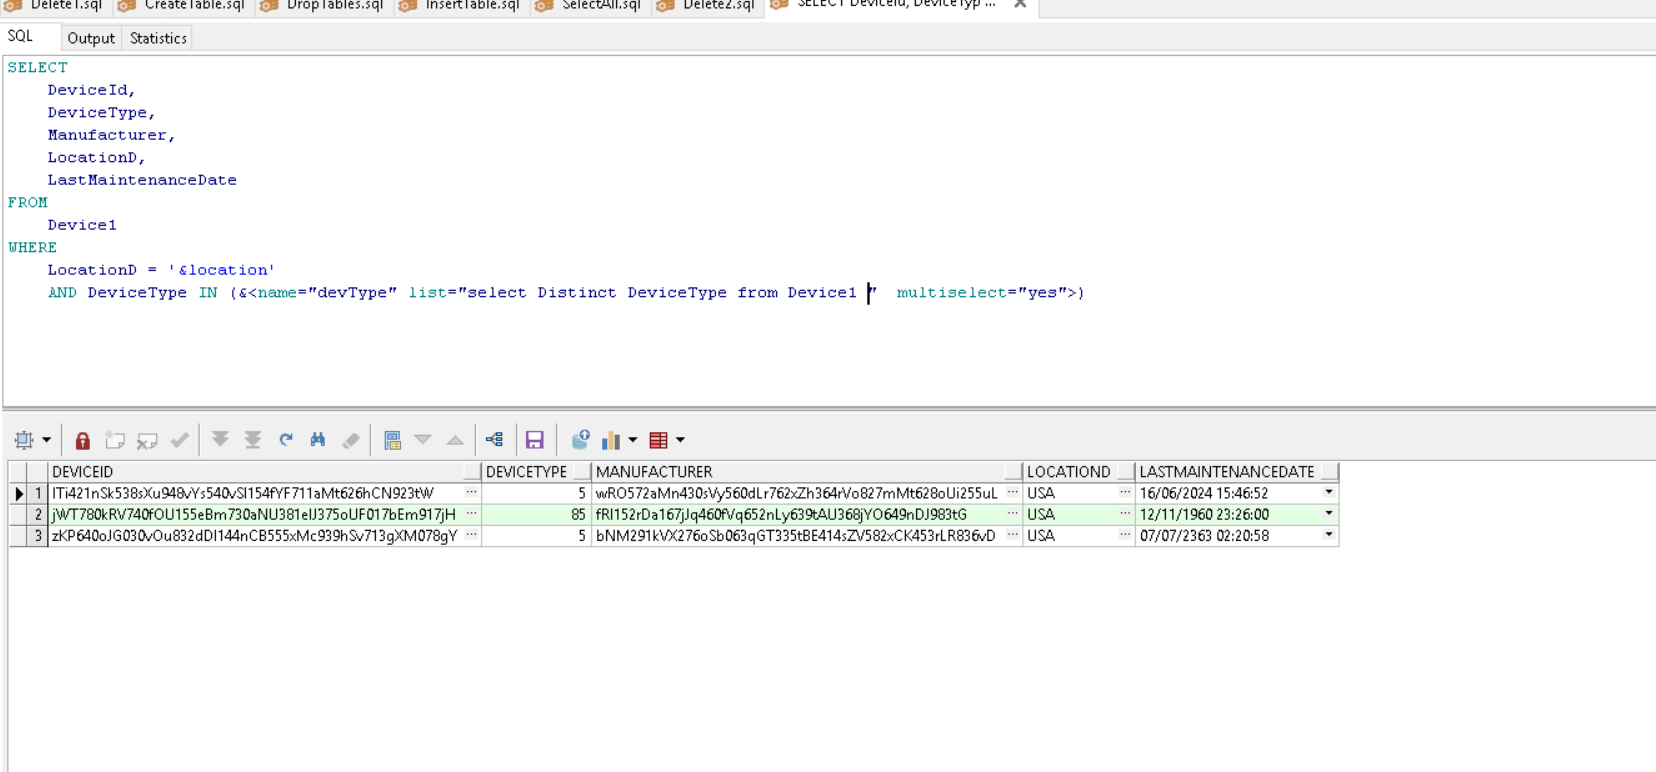 Delete1.sql CreateTable.sql DropTables.sql InsertTable.sql SelectAll.sql Delete2.sql SELECT DeviceId, DeviceTyp ...
SQL Output Statistics
SELECT
DeviceId,
DeviceType,
Manufacturer,
LocationD,
LastMaintenanceDate
FROM
Device1
WHERE
LocationD = '&location'
AND DeviceType IN (&<name="devType" list="select Distinct DeviceType from Device1 " multiselect="yes">)
DEVICEID DEVICETYPE MANUFACTURER LOCATIOND LASTMAINTENANCEDATE
1 ITi421nSk538sXu948vYs540vSI154fYF711aMt626hCN923tW ... 5 wRO572aMn430sVy560dLr762xZh364rVo827mMt628oUi255uL ... USA ... 16/06/2024 15:46:52
2 jWT780kRV740fOU155eBm730aNU381eIJ375oUF017bEm917jH ... 85 fRI152rDa167jJq460fVq652nLy639tAU368jYO649nDJ983tG ... USA ... 12/11/1960 23:26:00
3 zKP640oJG030vOu832dDI144nCB555xMc939hSv713gXM078gY ... 5 bNM291kVX276oSb063qGT335tBE414sZV582xCK453rLR836vD ... USA ... 07/07/2363 02:20:58